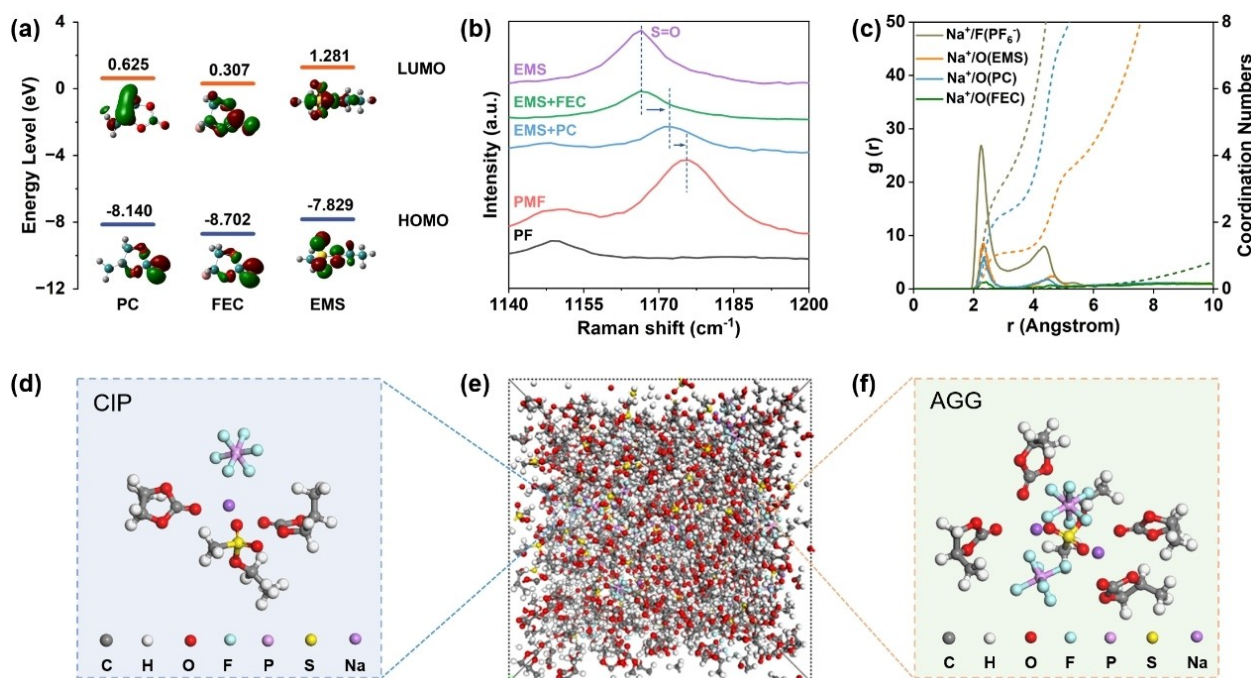 (a)
Energy Level (eV)
4
0
−4
−8
−12
0.625
0.307
1.281
LUMO
-8.140
-8.702
-7.829
HOMO
PC
FEC
EMS
(b)
Intensity (a.u.)
S=O
EMS
EMS+FEC
EMS+PC
PMF
PF
1140
1155
1170
1185
1200
Raman shift (cm⁻¹)
(c)
g (r)
50
40
30
20
10
0
Na⁺/F(PF₆⁻)
Na⁺/O(EMS)
Na⁺/O(PC)
Na⁺/O(FEC)
8
6
4
2
0
Coordination Numbers
0
2
4
6
8
10
r (Angstrom)
(d)
CIP
C H O F P S Na
(e)
(f)
AGG
C H O F P S Na